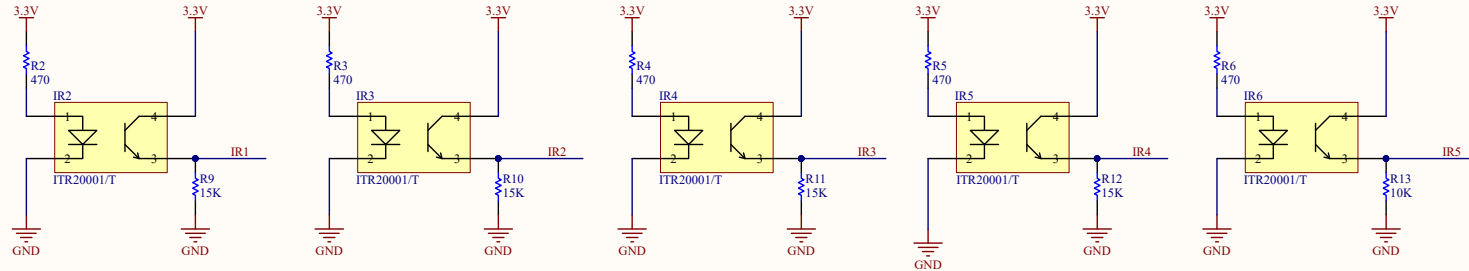 3.3V
3.3V
R2
470
IR2
1
4
2
3
IR1
ITR20001/T
R9
15K
GND
GND
3.3V
3.3V
R3
470
IR3
1
4
2
3
IR2
ITR20001/T
R10
15K
GND
GND
3.3V
3.3V
R4
470
IR4
1
4
2
3
IR3
ITR20001/T
R11
15K
GND
GND
3.3V
3.3V
R5
470
IR5
1
4
2
3
IR4
ITR20001/T
R12
15K
GND
GND
3.3V
3.3V
R6
470
IR6
1
4
2
3
IR5
ITR20001/T
R13
10K
GND
GND